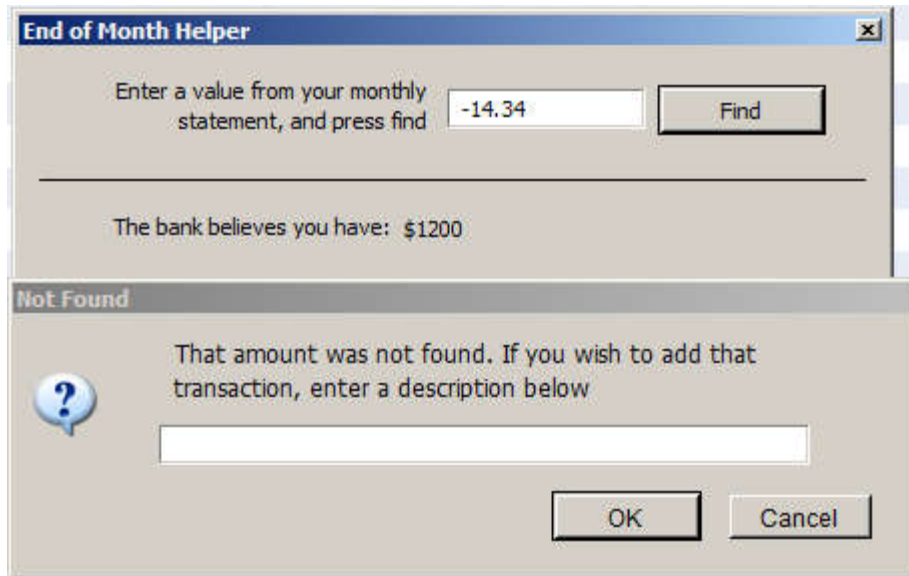 End of Month Helper
Enter a value from your monthly
statement, and press find
-14.34
Find
The bank believes you have: $1200
Not Found
That amount was not found. If you wish to add that
transaction, enter a description below
OK
Cancel